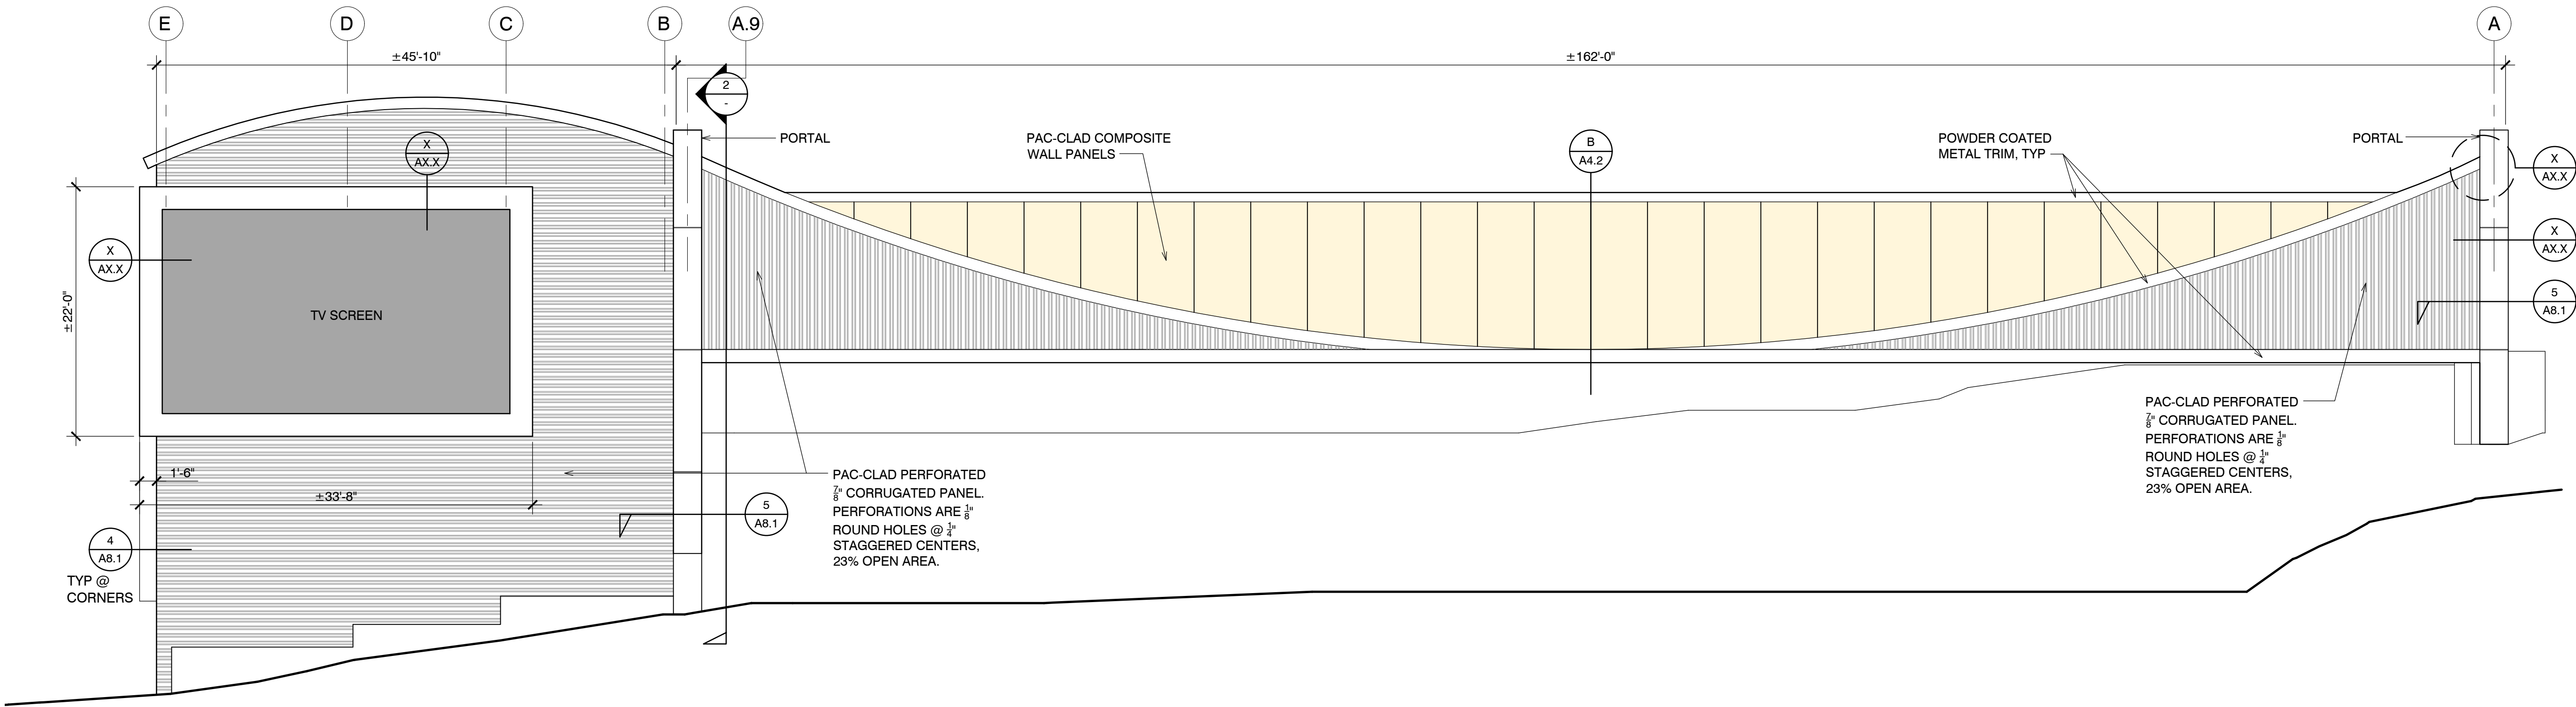 E
D
C
B
A.9
A
±45'-10"
±162'-0"
2
-
PORTAL
PAC-CLAD COMPOSITE
WALL PANELS
B
A4.2
POWDER COATED
METAL TRIM, TYP
PORTAL
X
AX.X
X
AX.X
X
AX.X
X
AX.X
5
A8.1
±22'-0"
TV SCREEN
1'-6"
±33'-8"
4
A8.1
TYP @
CORNERS
5
A8.1
PAC-CLAD PERFORATED
7/8" CORRUGATED PANEL.
PERFORATIONS ARE 1/8"
ROUND HOLES @ 1/4"
STAGGERED CENTERS,
23% OPEN AREA.
PAC-CLAD PERFORATED
7/8" CORRUGATED PANEL.
PERFORATIONS ARE 1/8"
ROUND HOLES @ 1/4"
STAGGERED CENTERS,
23% OPEN AREA.